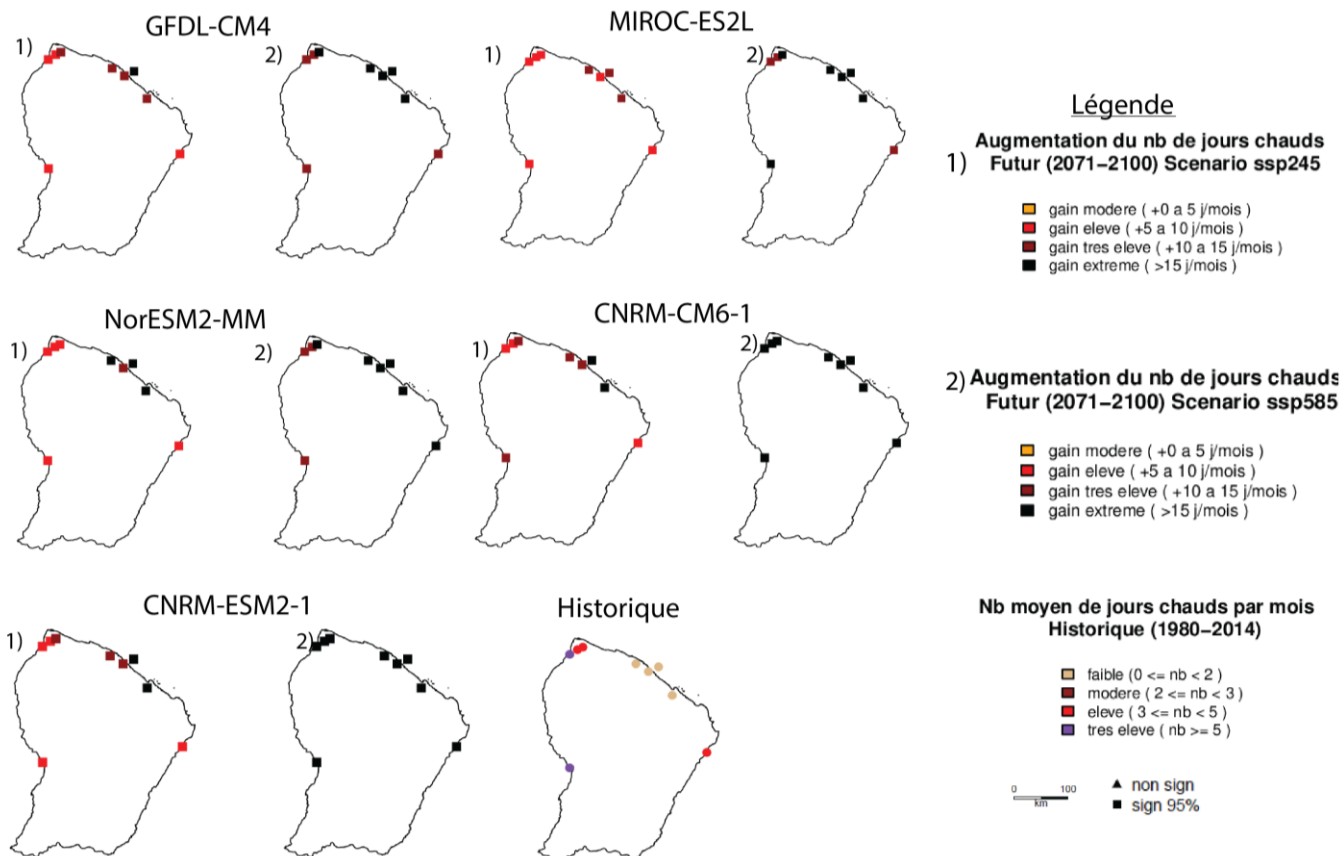 GFDL-CM4
MIROC-ES2L
1)
2)
1)
2)
Légende
1)
Augmentation du nb de jours chauds
Futur (2071−2100) Scenario ssp245
gain modere ( +0 a 5 j/mois )
gain eleve ( +5 a 10 j/mois )
gain tres eleve ( +10 a 15 j/mois )
gain extreme ( >15 j/mois )
NorESM2-MM
CNRM-CM6-1
1)
2)
1)
2)
2)
Augmentation du nb de jours chauds
Futur (2071−2100) Scenario ssp585
gain modere ( +0 a 5 j/mois )
gain eleve ( +5 a 10 j/mois )
gain tres eleve ( +10 a 15 j/mois )
gain extreme ( >15 j/mois )
CNRM-ESM2-1
Historique
1)
2)
Nb moyen de jours chauds par mois
Historique (1980−2014)
faible (0 <= nb < 2 )
modere ( 2 <= nb < 3 )
eleve ( 3 <= nb < 5 )
tres eleve ( nb >= 5 )
0 100
km
non sign
sign 95%